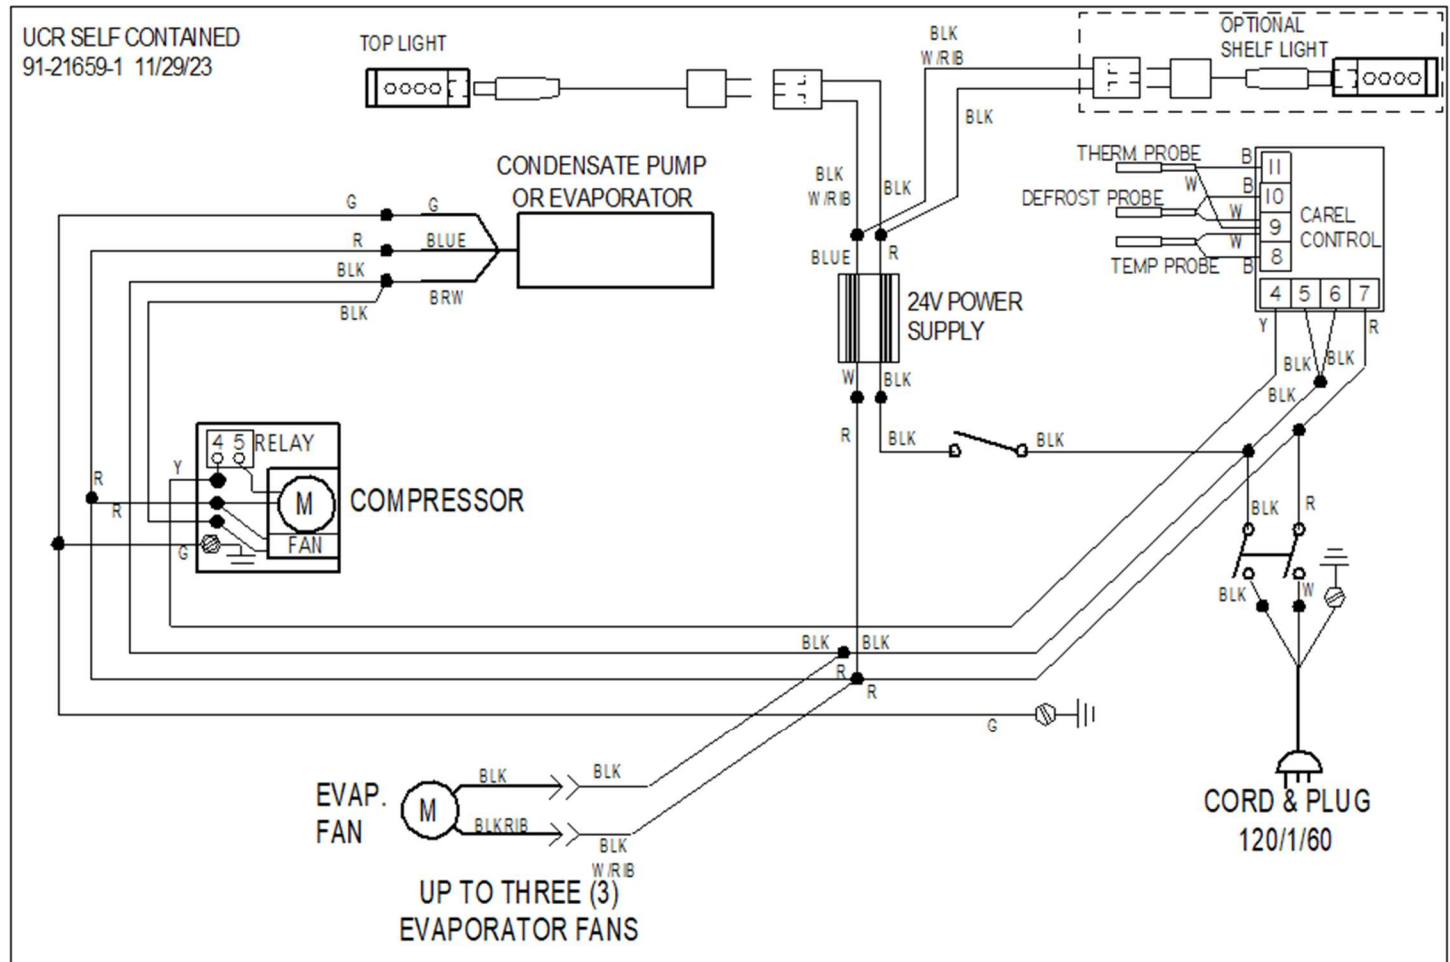 UCR SELF CONTAINED
91-21659-1 11/29/23
TOP LIGHT
BLK
W/RIB
OPTIONAL
SHELF LIGHT
BLK
CONDENSATE PUMP
OR EVAPORATOR
BLK
W/RIB
BLK
THERM PROBE
B
11
W
B
10
DEFROST PROBE
W
9
CAREL
CONTROL
W
8
TEMP PROBE
B
G
G
R
BLUE
BLK
BRW
BLK
BLUE
R
24V POWER
SUPPLY
4
5
6
7
Y
R
BLK
BLK
BLK
W
BLK
R
BLK
BLK
4 5 RELAY
Y
R
R
M
COMPRESSOR
FAN
G
BLK
R
BLK
W
BLK
BLK
R
R
G
EVAP.
FAN
M
BLK
BLK
BLKRIB
BLK
W/RIB
UP TO THREE (3)
EVAPORATOR FANS
CORD & PLUG
120/1/60